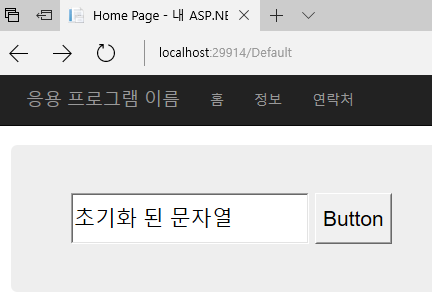 Home Page - 내 ASP.NE
localhost:29914/Default
응용 프로그램 이름 홈 정보 연락처
초기화 된 문자열 Button